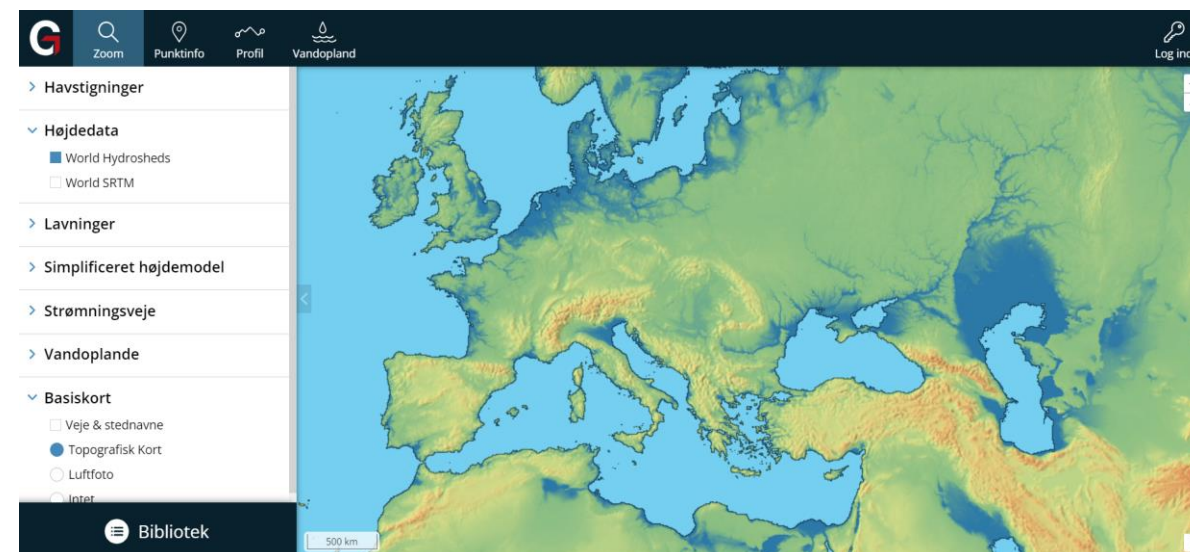 G
Zoom
Punktinfo
Profil
Vandopland
Log ind
Havstigninger
Højdedata
World Hydrosheds
World SRTM
Lavninger
Simplificeret højdemodel
Strømningsveje
Vandoplande
Basiskort
Veje & stednavne
Topografisk Kort
Luftfoto
Intet
Bibliotek
500 km